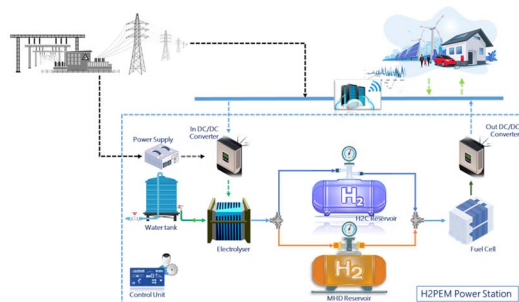 In DC/DC
Converter
Out DC/DC
Converter
Power Supply
H2
H2C Reservoir
Water tank
Electrolyser
Fuel Cell
H2
Control Unit
MHD Reservoir
H2PEM Power Station